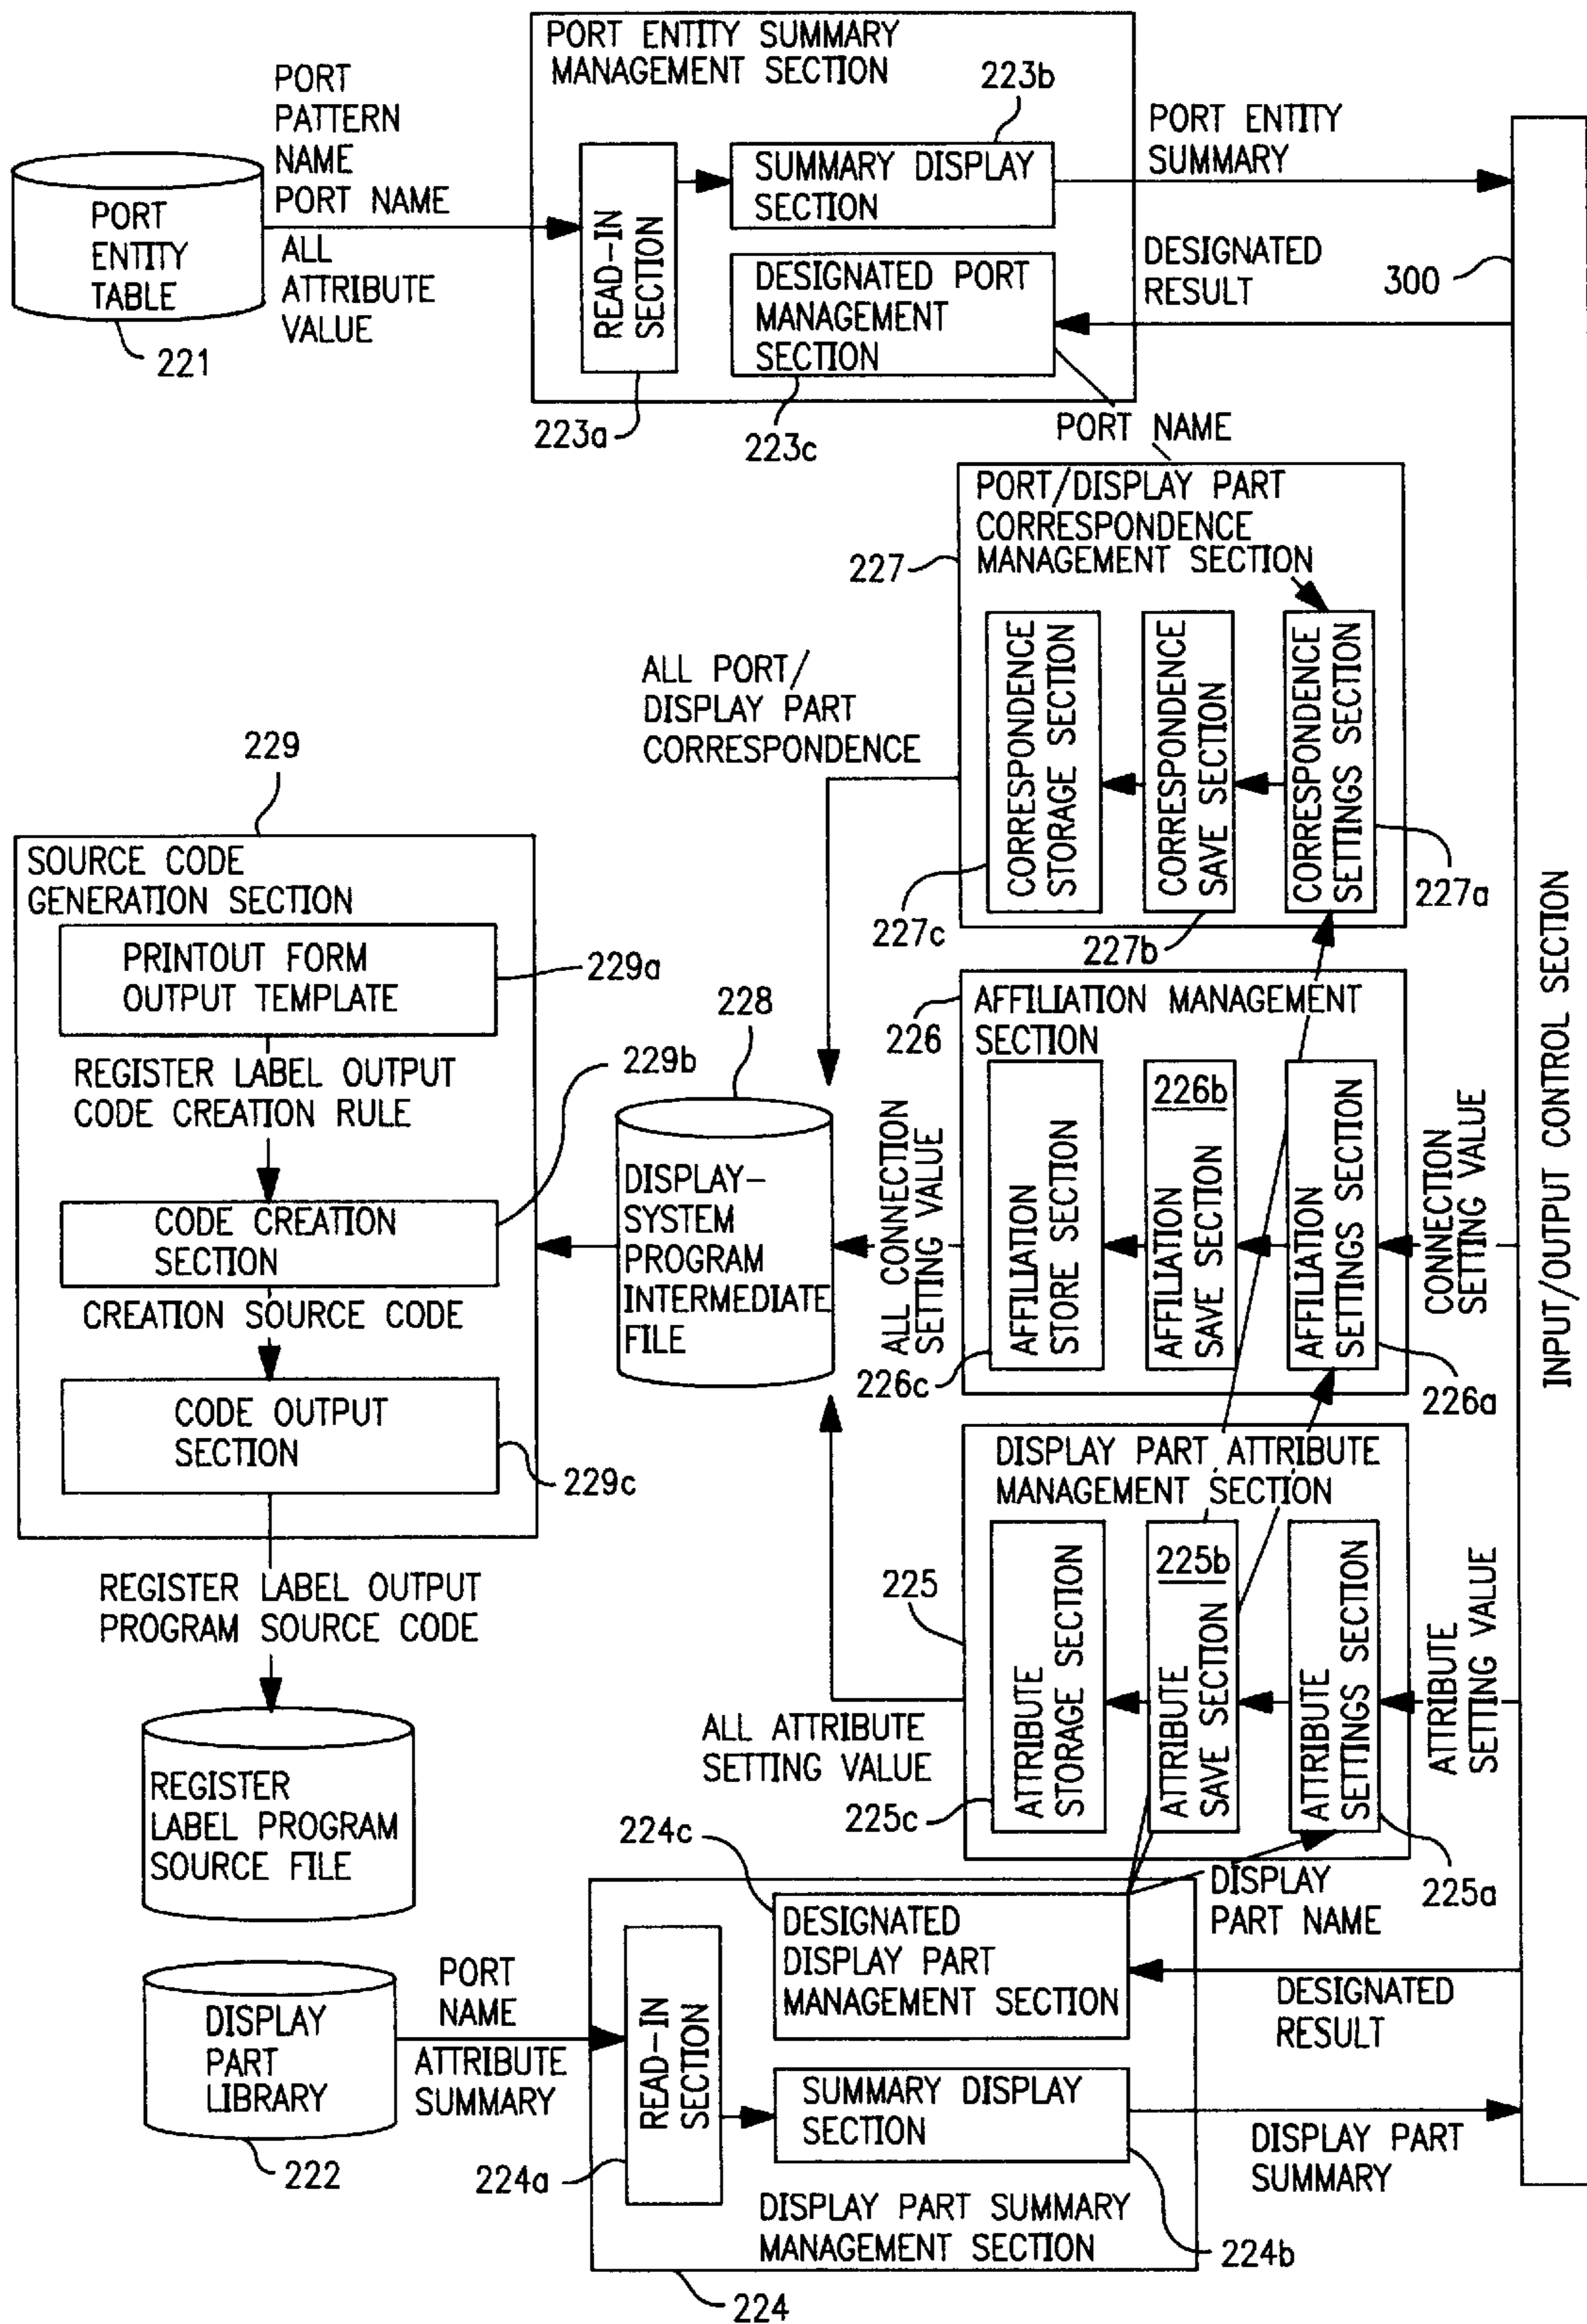 PORT ENTITY SUMMARY
MANAGEMENT SECTION
223b
PORT
PATTERN
NAME
PORT NAME
ALL
ATTRIBUTE
VALUE
PORT
ENTITY
TABLE
221
READ-IN
SECTION
SUMMARY DISPLAY
SECTION
DESIGNATED PORT
MANAGEMENT
SECTION
223a
223c
PORT ENTITY
SUMMARY
DESIGNATED
RESULT
300
PORT NAME
PORT/DISPLAY PART
CORRESPONDENCE
MANAGEMENT SECTION
227
CORRESPONDENCE
STORAGE SECTION
CORRESPONDENCE
SAVE SECTION
CORRESPONDENCE
SETTINGS SECTION
227a
227c
227b
ALL PORT/
DISPLAY PART
CORRESPONDENCE
INPUT/OUTPUT CONTROL SECTION
229
SOURCE CODE
GENERATION SECTION
PRINTOUT FORM
OUTPUT TEMPLATE
229a
REGISTER LABEL OUTPUT
CODE CREATION RULE
229b
CODE CREATION
SECTION
CREATION SOURCE CODE
CODE OUTPUT
SECTION
229c
228
DISPLAY-
SYSTEM
PROGRAM
INTERMEDIATE
FILE
ALL CONNECTION
SETTING VALUE
226
AFFILIATION MANAGEMENT
SECTION
AFFILIATION
STORE SECTION
226b
AFFILIATION
SAVE SECTION
AFFILIATION
SETTINGS SECTION
CONNECTION
SETTING VALUE
226c
226a
DISPLAY PART ATTRIBUTE
MANAGEMENT SECTION
225
ATTRIBUTE
STORAGE SECTION
225b
ATTRIBUTE
SAVE SECTION
ATTRIBUTE
SETTINGS SECTION
ATTRIBUTE
SETTING VALUE
225c
225a
ALL ATTRIBUTE
SETTING VALUE
REGISTER LABEL OUTPUT
PROGRAM SOURCE CODE
REGISTER
LABEL PROGRAM
SOURCE FILE
224c
DISPLAY
PART NAME
DESIGNATED
DISPLAY PART
MANAGEMENT SECTION
DESIGNATED
RESULT
DISPLAY
PART
LIBRARY
222
PORT
NAME
ATTRIBUTE
SUMMARY
READ-IN
SECTION
224a
SUMMARY DISPLAY
SECTION
DISPLAY PART
SUMMARY
DISPLAY PART SUMMARY
MANAGEMENT SECTION
224b
224